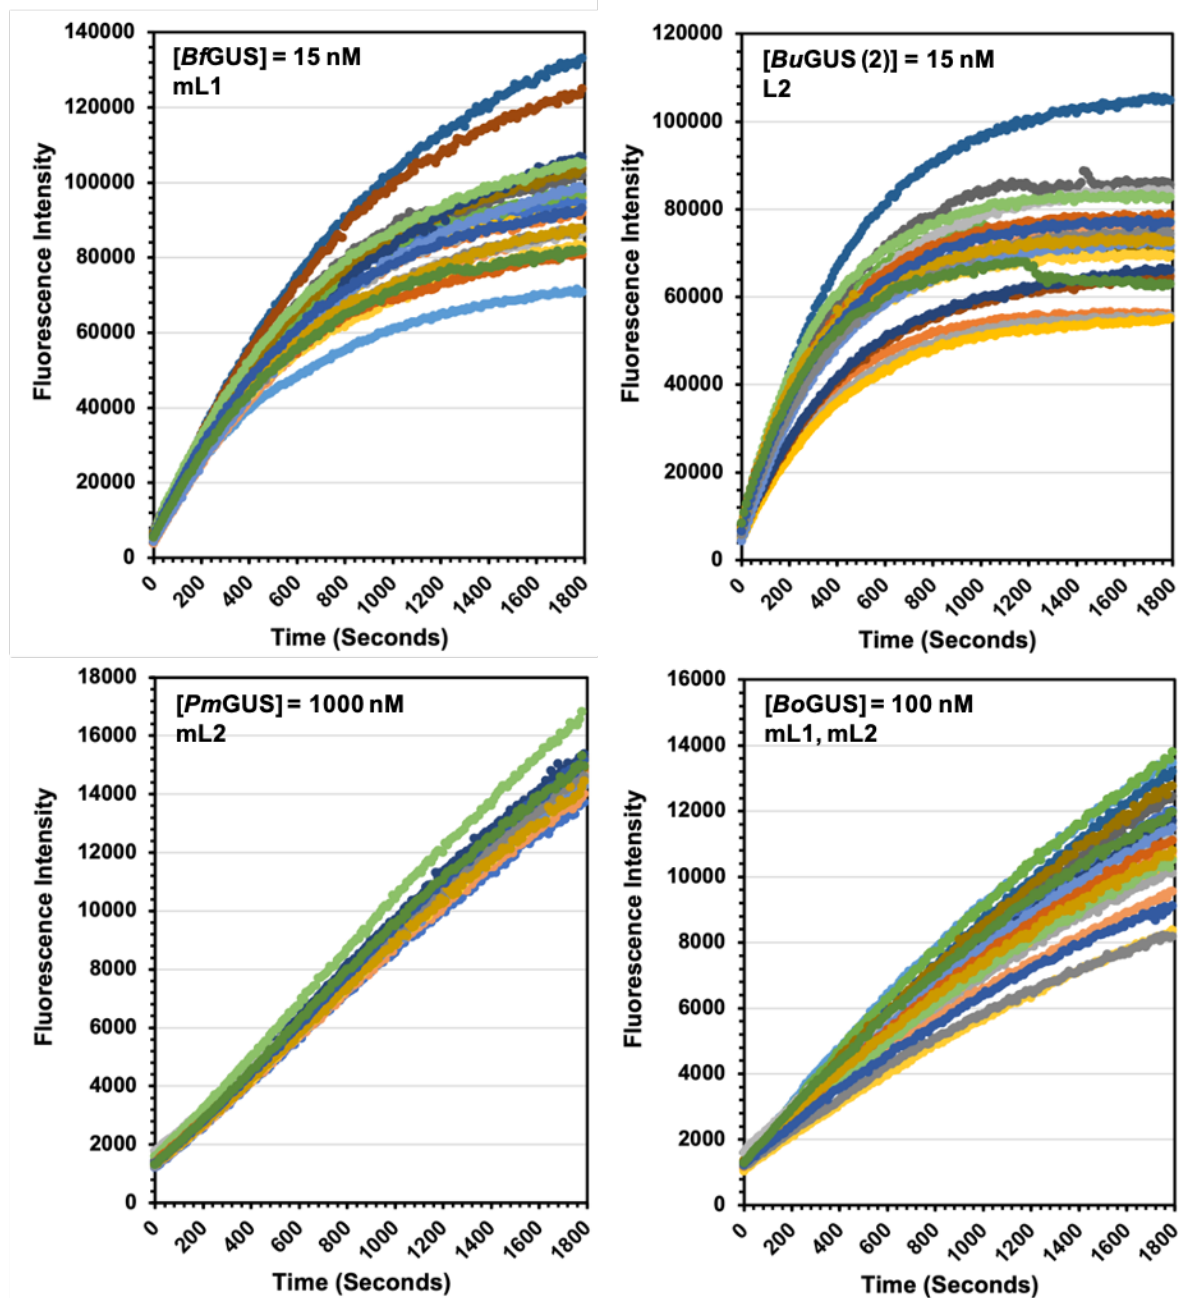 [BfGUS] = 15 nM
mL1
140000
120000
100000
80000
60000
40000
20000
0
Fluorescence Intensity
0 200 400 600 800 1000 1200 1400 1600 1800
Time (Seconds)
[BuGUS (2)] = 15 nM
L2
120000
100000
80000
60000
40000
20000
0
Fluorescence Intensity
0 200 400 600 800 1000 1200 1400 1600 1800
Time (Seconds)
[PmGUS] = 1000 nM
mL2
18000
16000
14000
12000
10000
8000
6000
4000
2000
0
Fluorescence Intensity
0 200 400 600 800 1000 1200 1400 1600 1800
Time (Seconds)
[BoGUS] = 100 nM
mL1, mL2
16000
14000
12000
10000
8000
6000
4000
2000
0
Fluorescence Intensity
0 200 400 600 800 1000 1200 1400 1600 1800
Time (Seconds)